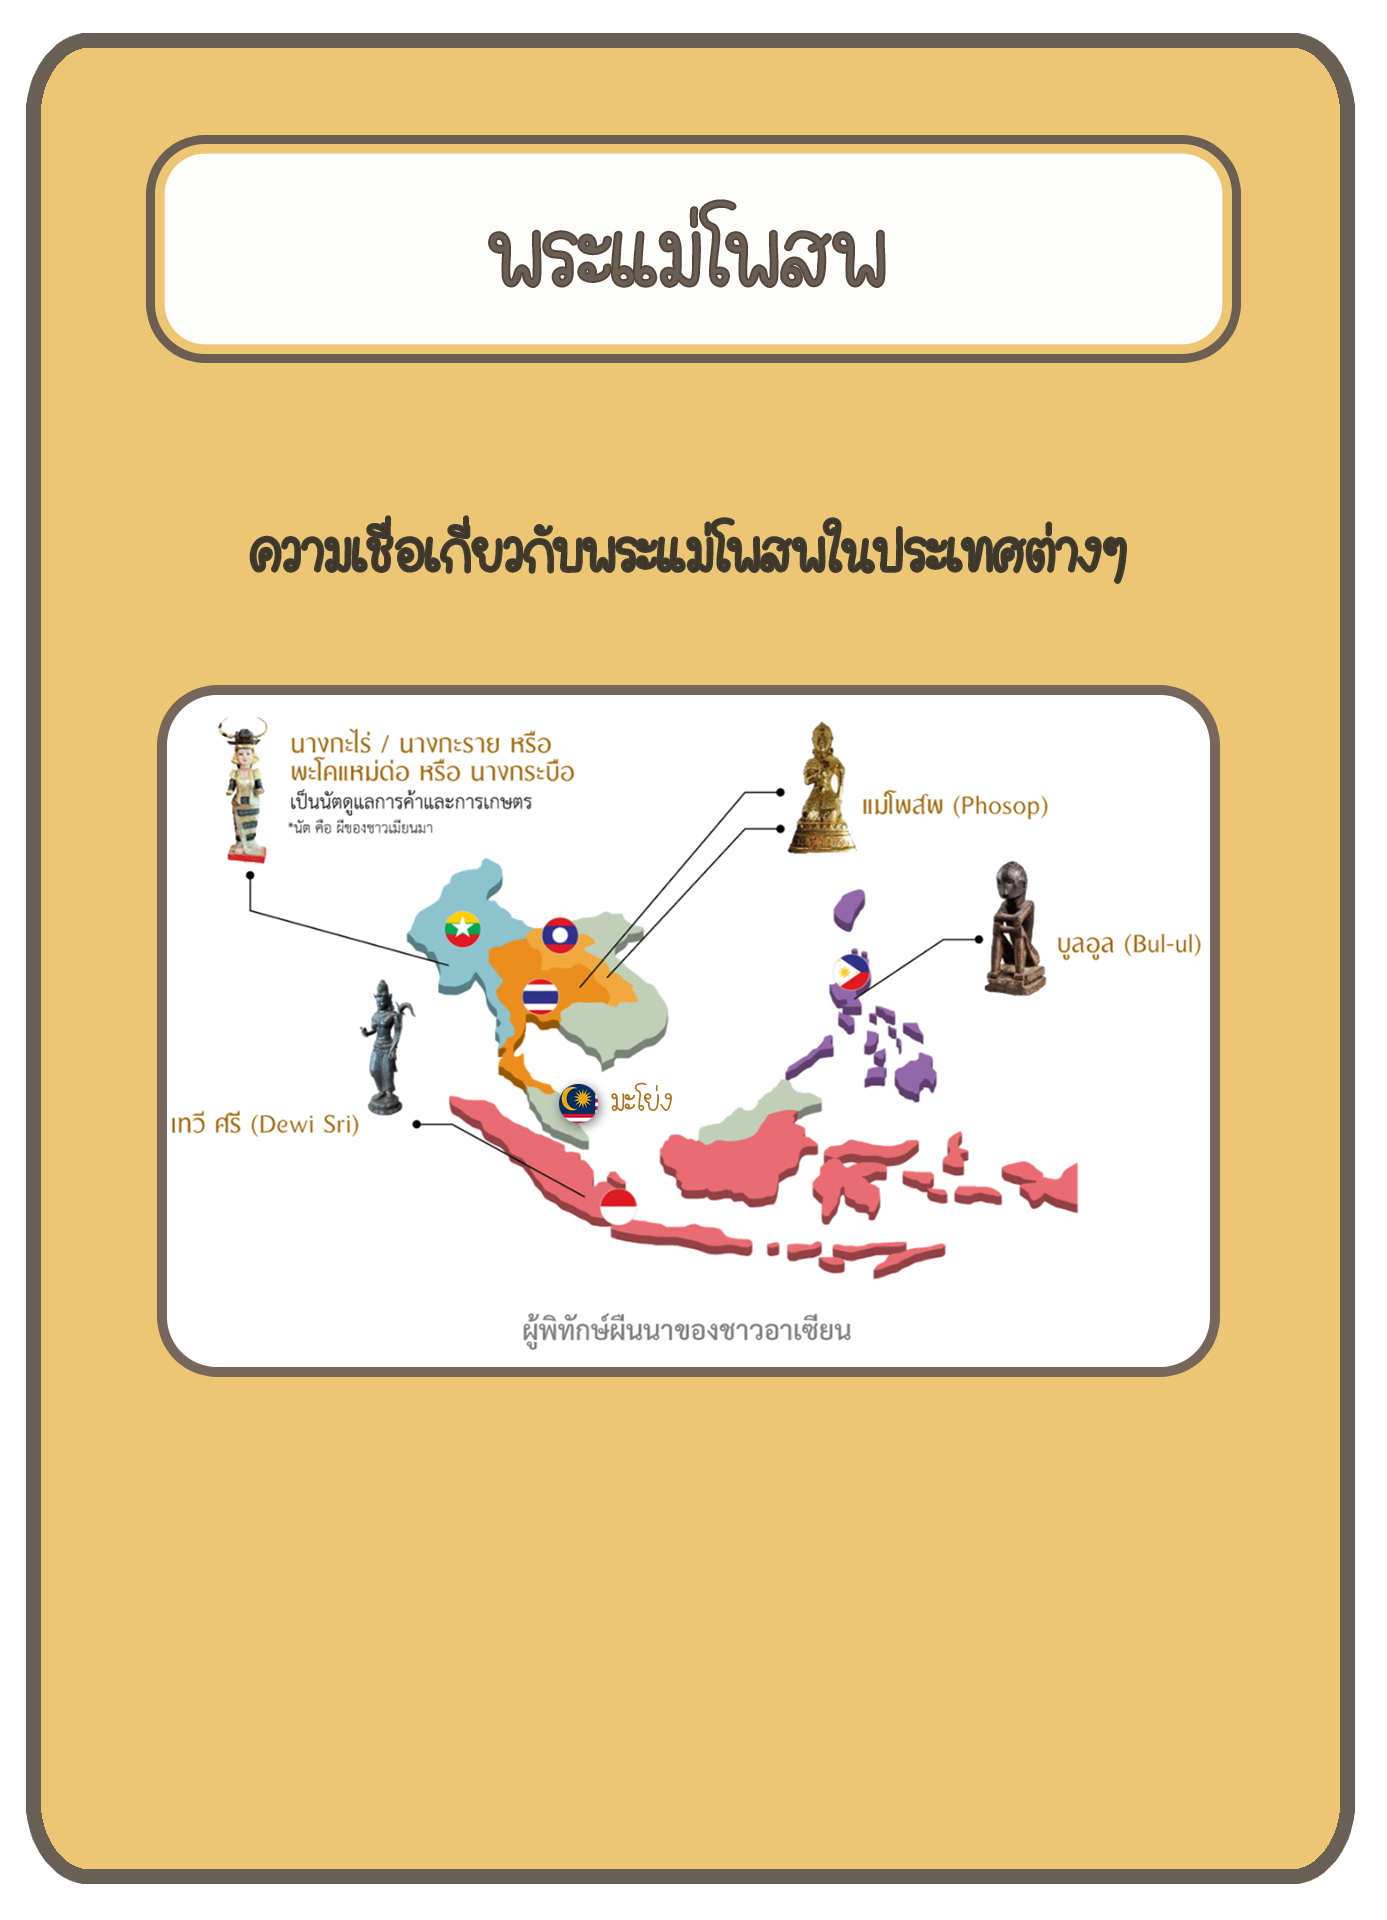 พระแม่โพสพ
ความเชื่อเกี่ยวกับพระแม่โพสพในประเทศต่างๆ
นางกะไร่ / นางกะราย หรือ
พะโคแหม่ด่อ หรือ นางกระบือ
เป็นนัตดูแลการค้าและการเกษตร
*นัต คือ ผีของชาวเมียนมา
แม่โพสพ (Phosop)
บูลอูล (Bul-ul)
มะโย่ง
เทวี ศรี (Dewi Sri)
ผู้พิทักษ์ผืนนาของชาวอาเซียน